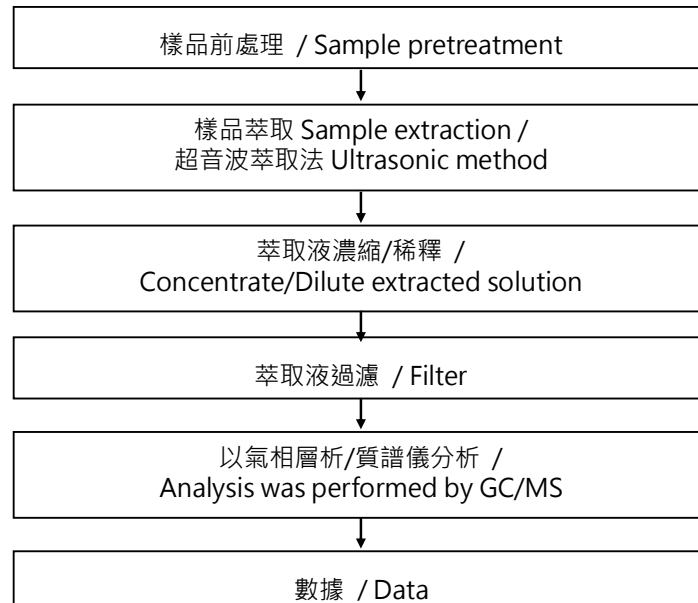 樣品前處理 / Sample pretreatment
樣品萃取 Sample extraction /
超音波萃取法 Ultrasonic method
萃取液濃縮/稀釋 /
Concentrate/Dilute extracted solution
萃取液過濾 / Filter
以氣相層析/質譜儀分析 /
Analysis was performed by GC/MS
數據 / Data